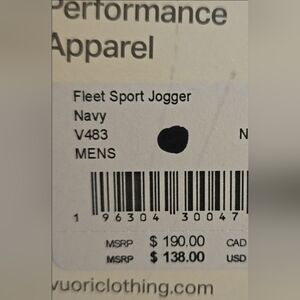 Performance
Apparel
Fleet Sport Jogger
Navy
V483 N
MENS
1 96304 30047
MSRP $ 190.00 CAD
MSRP $ 138.00 USD
vuoriclothing.com